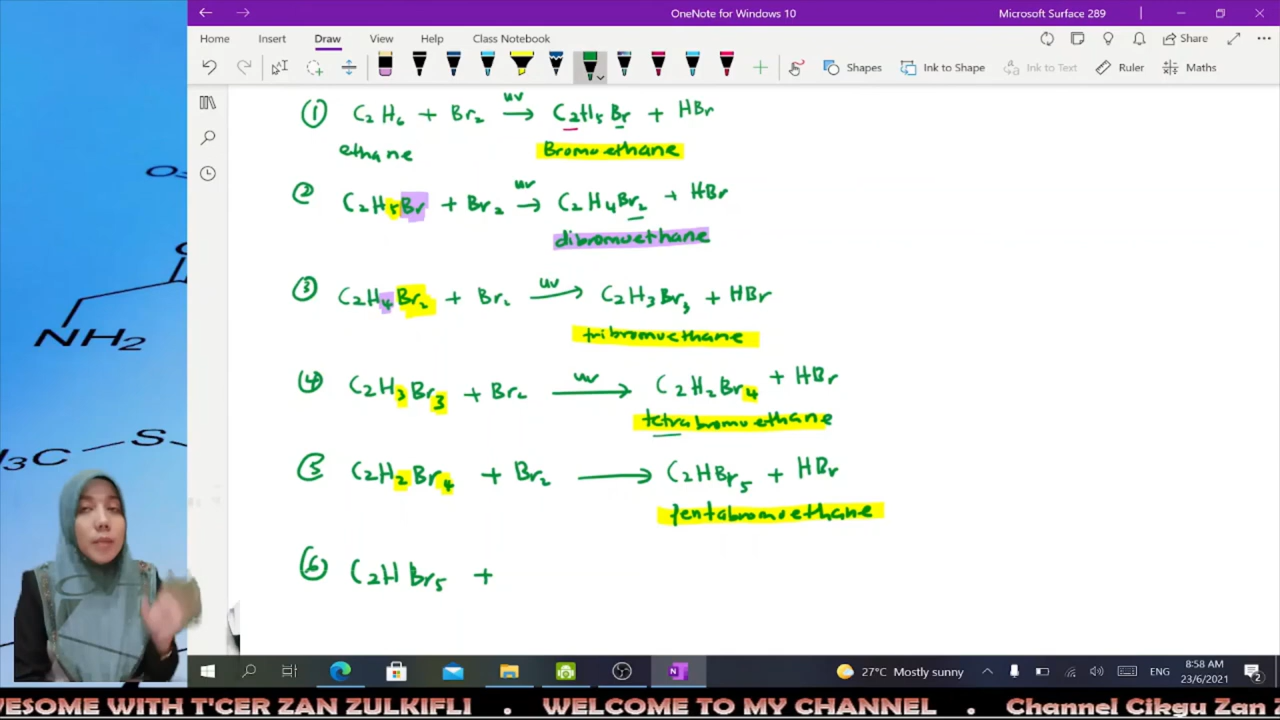 OneNote for Windows 10
Microsoft Surface 289
Home Insert Draw View Help Class Notebook
Share
Shapes Ink to Shape Ink to Text Ruler Maths
① C2H6 + Br2 uv → C2H5Br + HBr
ethane Bromoethane
② C2H5Br + Br2 uv → C2H4Br2 + HBr
dibromoethane
③ C2H4Br2 + Br2 uv → C2H3Br3 + HBr
tribromoethane
④ C2H3Br3 + Br2 uv → C2H2Br4 + HBr
tetrabromoethane
⑤ C2H2Br4 + Br2 → C2HBr5 + HBr
pentabromoethane
⑥ C2HBr5 +
O
NH2
3C S
27°C Mostly sunny
ENG
8:58 AM
23/6/2021
2
WESOME WITH T'CER ZAN ZULKIFLI . WELCOME TO MY CHANNEL . Channel Cikgu Zan Z